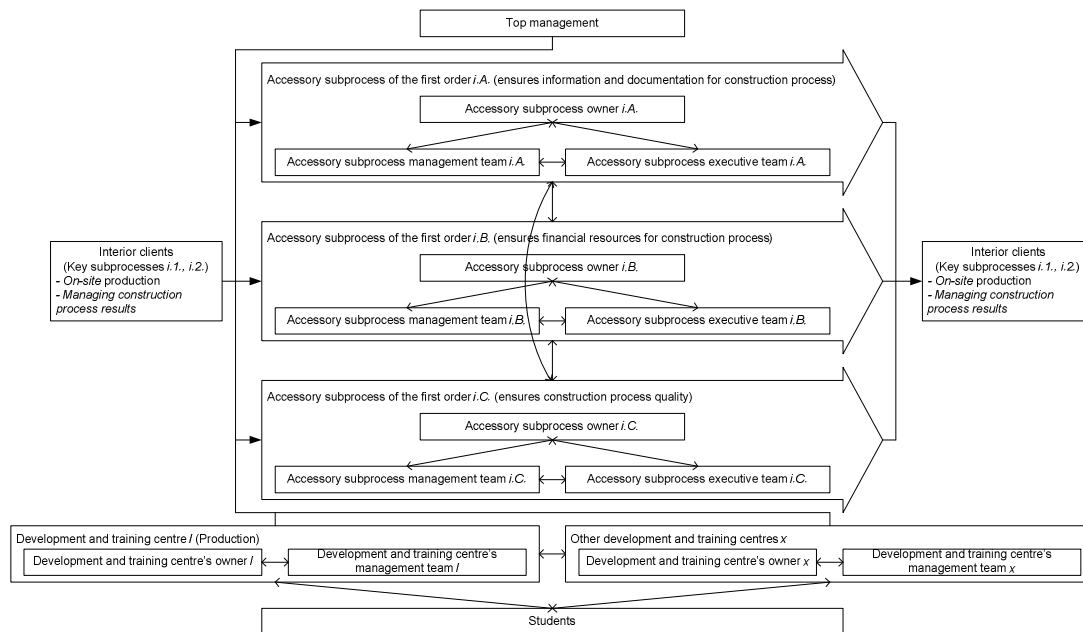 Top management
Accessory subprocess of the first order i.A. (ensures information and documentation for construction process)
Accessory subprocess owner i.A.
Accessory subprocess management team i.A.
Accessory subprocess executive team i.A.
Accessory subprocess of the first order i.B. (ensures financial resources for construction process)
Accessory subprocess owner i.B.
Accessory subprocess management team i.B.
Accessory subprocess executive team i.B.
Interior clients
(Key subprocesses i.1., i.2.)
- On-site production
- Managing construction
process results
Interior clients
(Key subprocesses i.1., i.2.)
- On-site production
- Managing construction
process results
Accessory subprocess of the first order i.C. (ensures construction process quality)
Accessory subprocess owner i.C.
Accessory subprocess management team i.C.
Accessory subprocess executive team i.C.
Development and training centre I (Production)
Development and training centre's owner I
Development and training centre's
management team I
Other development and training centres x
Development and training centre's owner x
Development and training centre's
management team x
Students